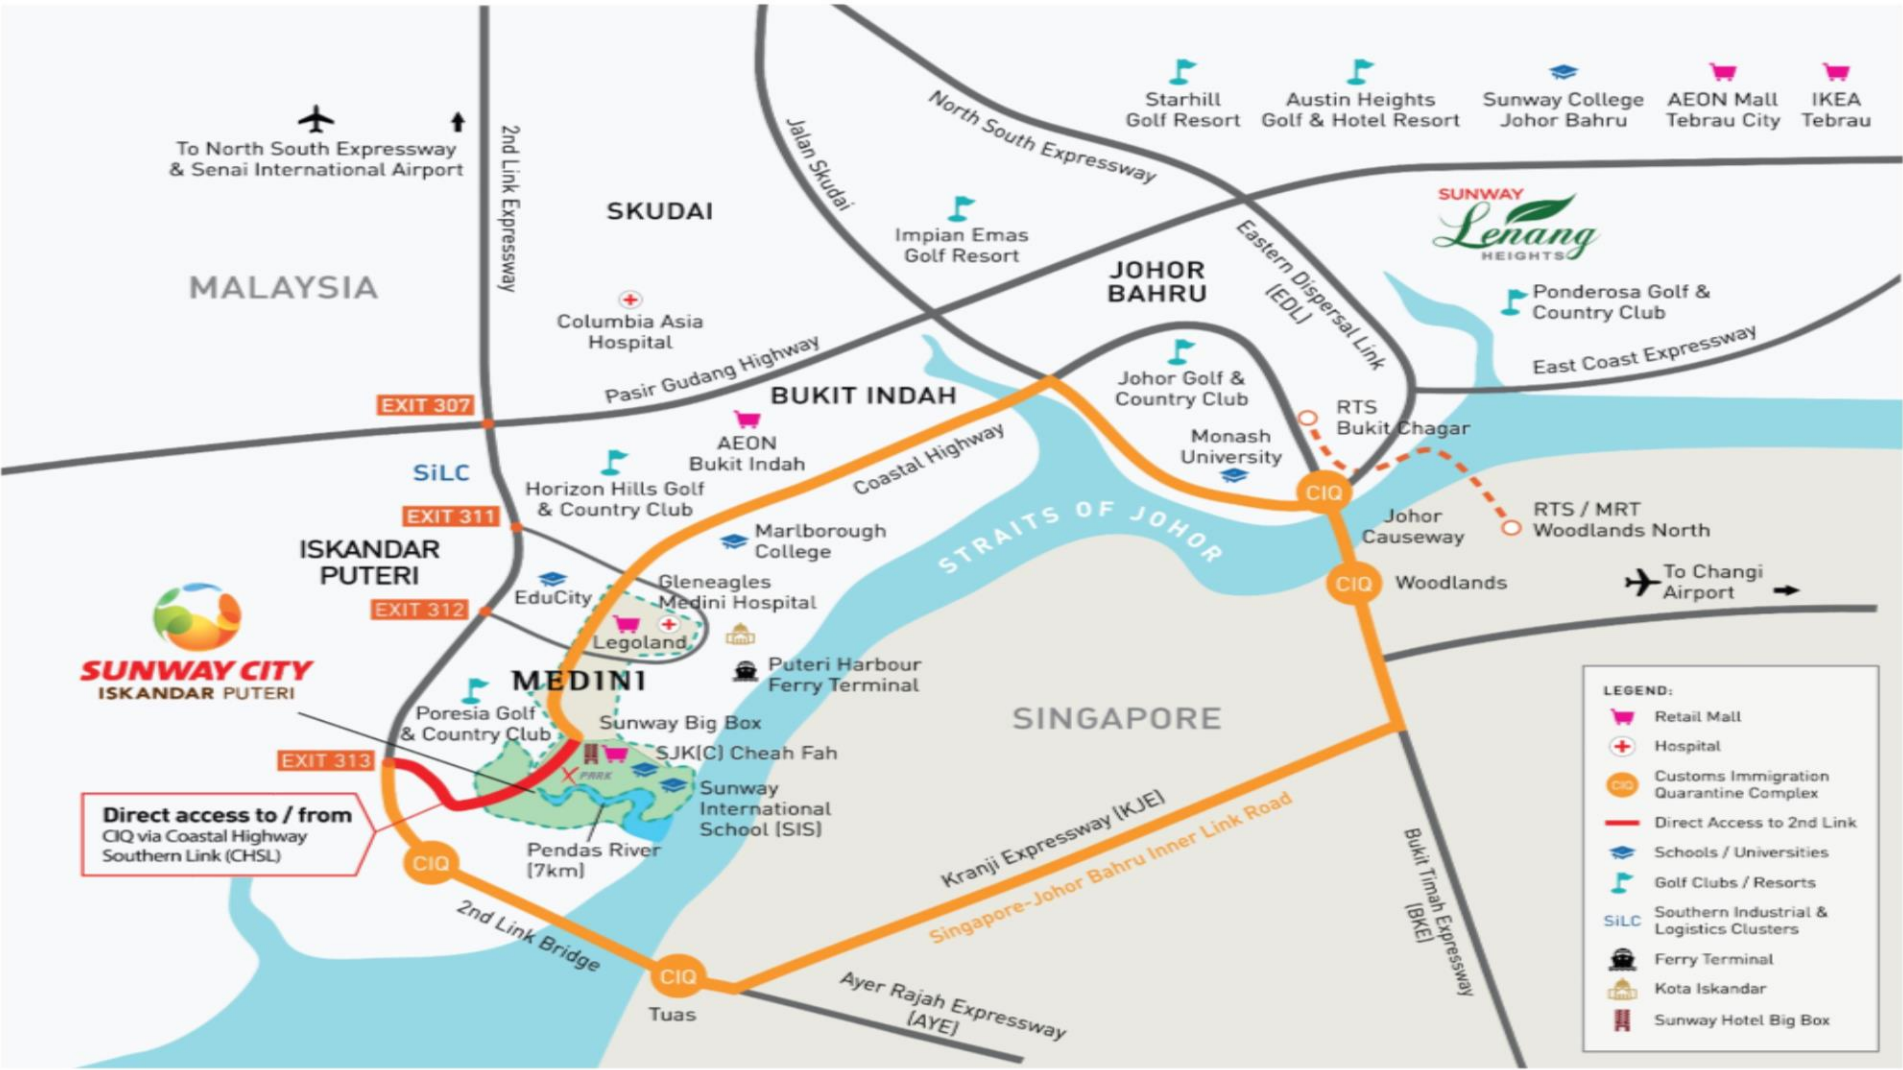 Starhill
Golf Resort
Austin Heights
Golf & Hotel Resort
Sunway College
Johor Bahru
AEON Mall
Tebrau City
IKEA
Tebrau
To North South Expressway
& Senai International Airport
2nd Link Expressway
Jalan Skudai
North South Expressway
SKUDAI
Impian Emas
Golf Resort
SUNWAY
Lenang
HEIGHTS
MALAYSIA
JOHOR
BAHRU
Eastern Dispersal Link
(EDL)
Ponderosa Golf &
Country Club
Columbia Asia
Hospital
Pasir Gudang Highway
East Coast Expressway
EXIT 307
BUKIT INDAH
Johor Golf &
Country Club
RTS
Bukit Chagar
AEON
Bukit Indah
Coastal Highway
Monash
University
SiLC
Horizon Hills Golf
& Country Club
CIQ
EXIT 311
STRAITS OF JOHOR
Johor
Causeway
RTS / MRT
Woodlands North
Marlborough
College
ISKANDAR
PUTERI
EduCity
Gleneagles
Medini Hospital
CIQ
Woodlands
To Changi
Airport
EXIT 312
Legoland
SUNWAY CITY
ISKANDAR PUTERI
MEDINI
Puteri Harbour
Ferry Terminal
Poresia Golf
& Country Club
Sunway Big Box
SINGAPORE
EXIT 313
SJK(C) Cheah Fah
PARK
Sunway
International
School (SIS)
Direct access to / from
CIQ via Coastal Highway
Southern Link (CHSL)
Pendas River
(7km)
CIQ
Kranji Expressway (KJE)
Singapore-Johor Bahru Inner Link Road
Bukit Timah Expressway
(BKE)
2nd Link Bridge
CIQ
Tuas
Ayer Rajah Expressway
(AYE)
LEGEND:
Retail Mall
Hospital
CIQ
Customs Immigration
Quarantine Complex
Direct Access to 2nd Link
Schools / Universities
Golf Clubs / Resorts
SiLC
Southern Industrial &
Logistics Clusters
Ferry Terminal
Kota Iskandar
Sunway Hotel Big Box